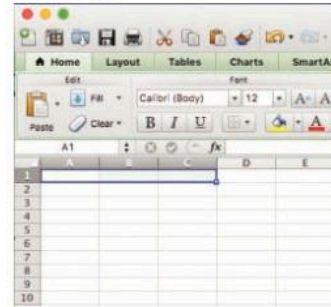 Home Layout Tables Charts SmartA
Edit Font
Paste Fill Clear Calibri (Body) 12 A A
B I U A
A1 fx
A B C D E
1
2
3
4
5
6
7
8
9
10